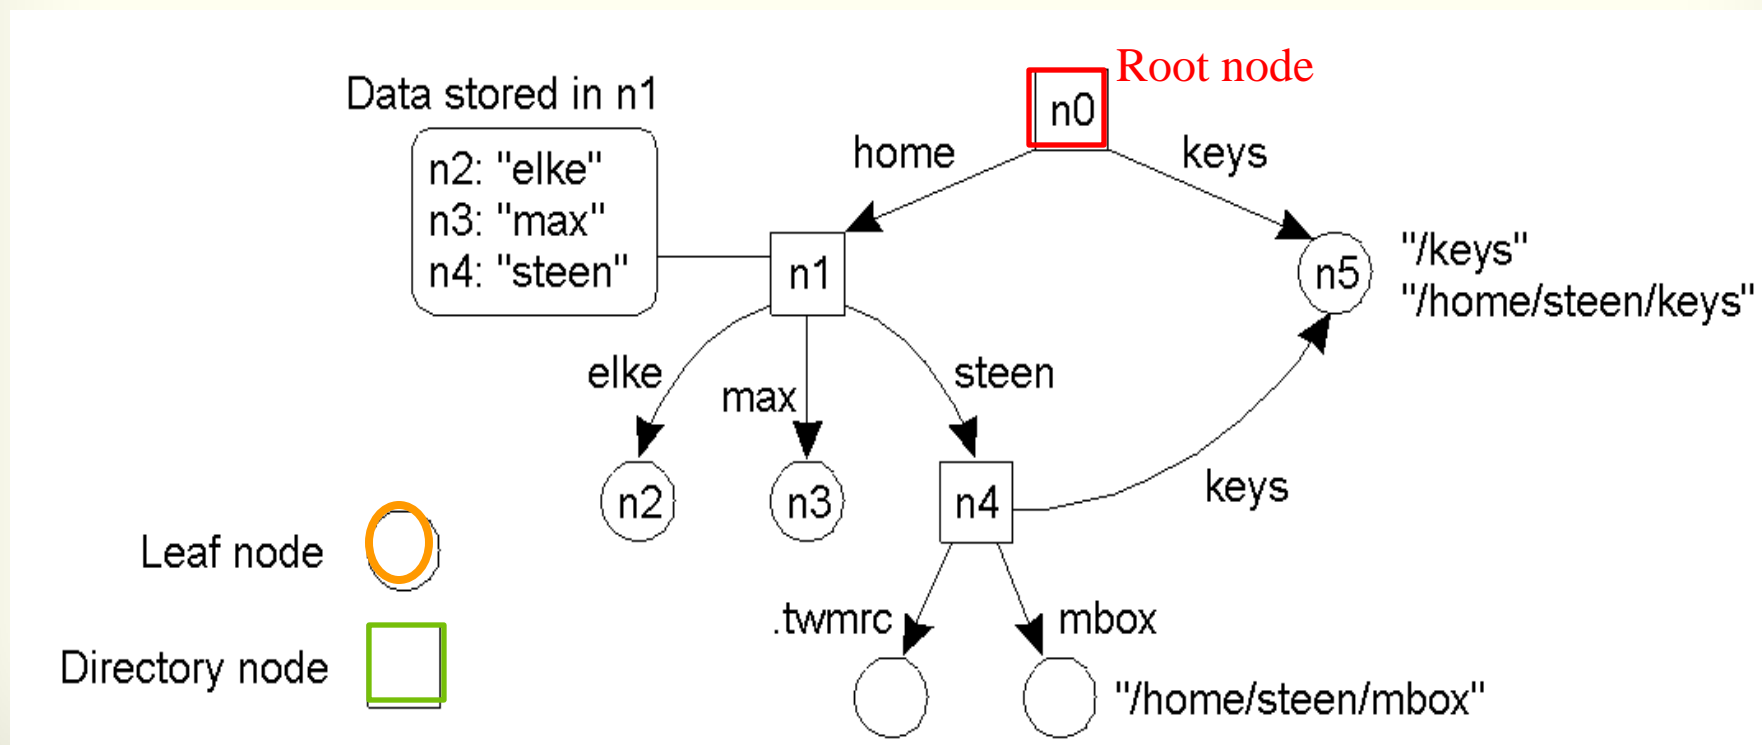 Root node
Data stored in n1
n0
home
keys
n2: "elke"
n3: "max"
n4: "steen"
n1
n5
"/keys"
"/home/steen/keys"
elke
max
steen
n2
n3
n4
keys
Leaf node
.twmrc
mbox
Directory node
"/home/steen/mbox"